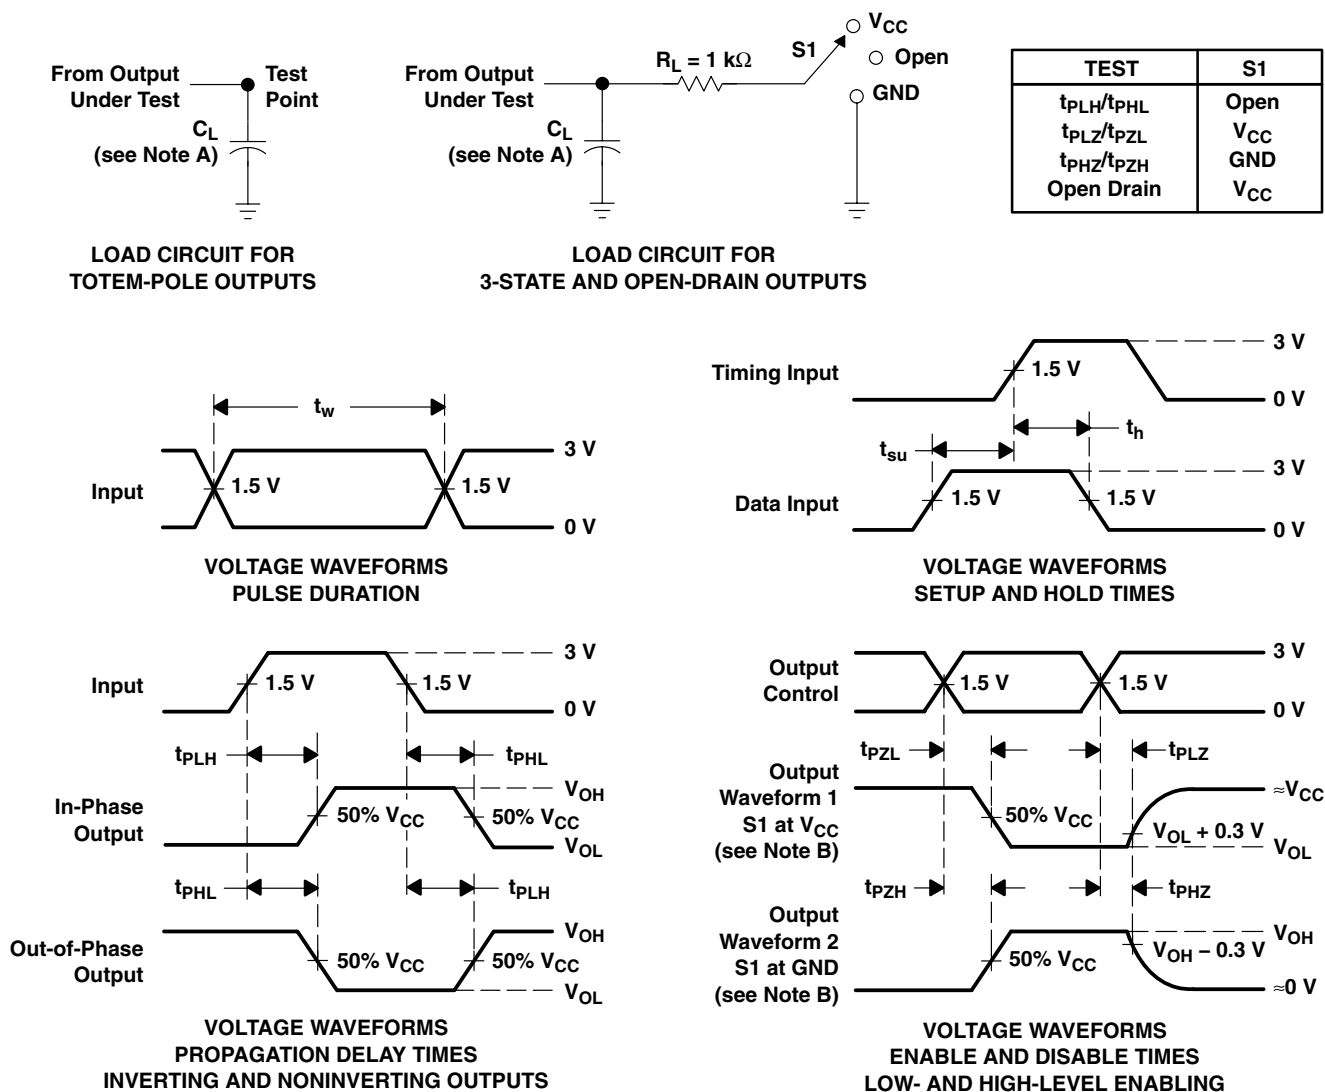 From Output
Under Test
Test
Point
CL
(see Note A)
LOAD CIRCUIT FOR
TOTEM-POLE OUTPUTS
From Output
Under Test
RL = 1 kΩ
S1
VCC
Open
GND
CL
(see Note A)
LOAD CIRCUIT FOR
3-STATE AND OPEN-DRAIN OUTPUTS
TEST S1
tPLH/tPHL Open
tPLZ/tPZL VCC
tPHZ/tPZH GND
Open Drain VCC
tw
3 V
Input
1.5 V 1.5 V
0 V
VOLTAGE WAVEFORMS
PULSE DURATION
3 V
Timing Input
1.5 V
0 V
th
tsu
3 V
Data Input
1.5 V 1.5 V
0 V
VOLTAGE WAVEFORMS
SETUP AND HOLD TIMES
3 V
Input
1.5 V 1.5 V
0 V
tPLH tPHL
VOH
In-Phase
Output
50% VCC 50% VCC
VOL
tPHL tPLH
VOH
Out-of-Phase
Output
50% VCC 50% VCC
VOL
VOLTAGE WAVEFORMS
PROPAGATION DELAY TIMES
INVERTING AND NONINVERTING OUTPUTS
3 V
Output
Control
1.5 V 1.5 V
0 V
tPZL tPLZ
Output
Waveform 1
S1 at VCC
(see Note B)
50% VCC
≈VCC
VOL + 0.3 V
VOL
tPZH tPHZ
Output
Waveform 2
S1 at GND
(see Note B)
50% VCC
VOH
VOH − 0.3 V
≈0 V
VOLTAGE WAVEFORMS
ENABLE AND DISABLE TIMES
LOW- AND HIGH-LEVEL ENABLING